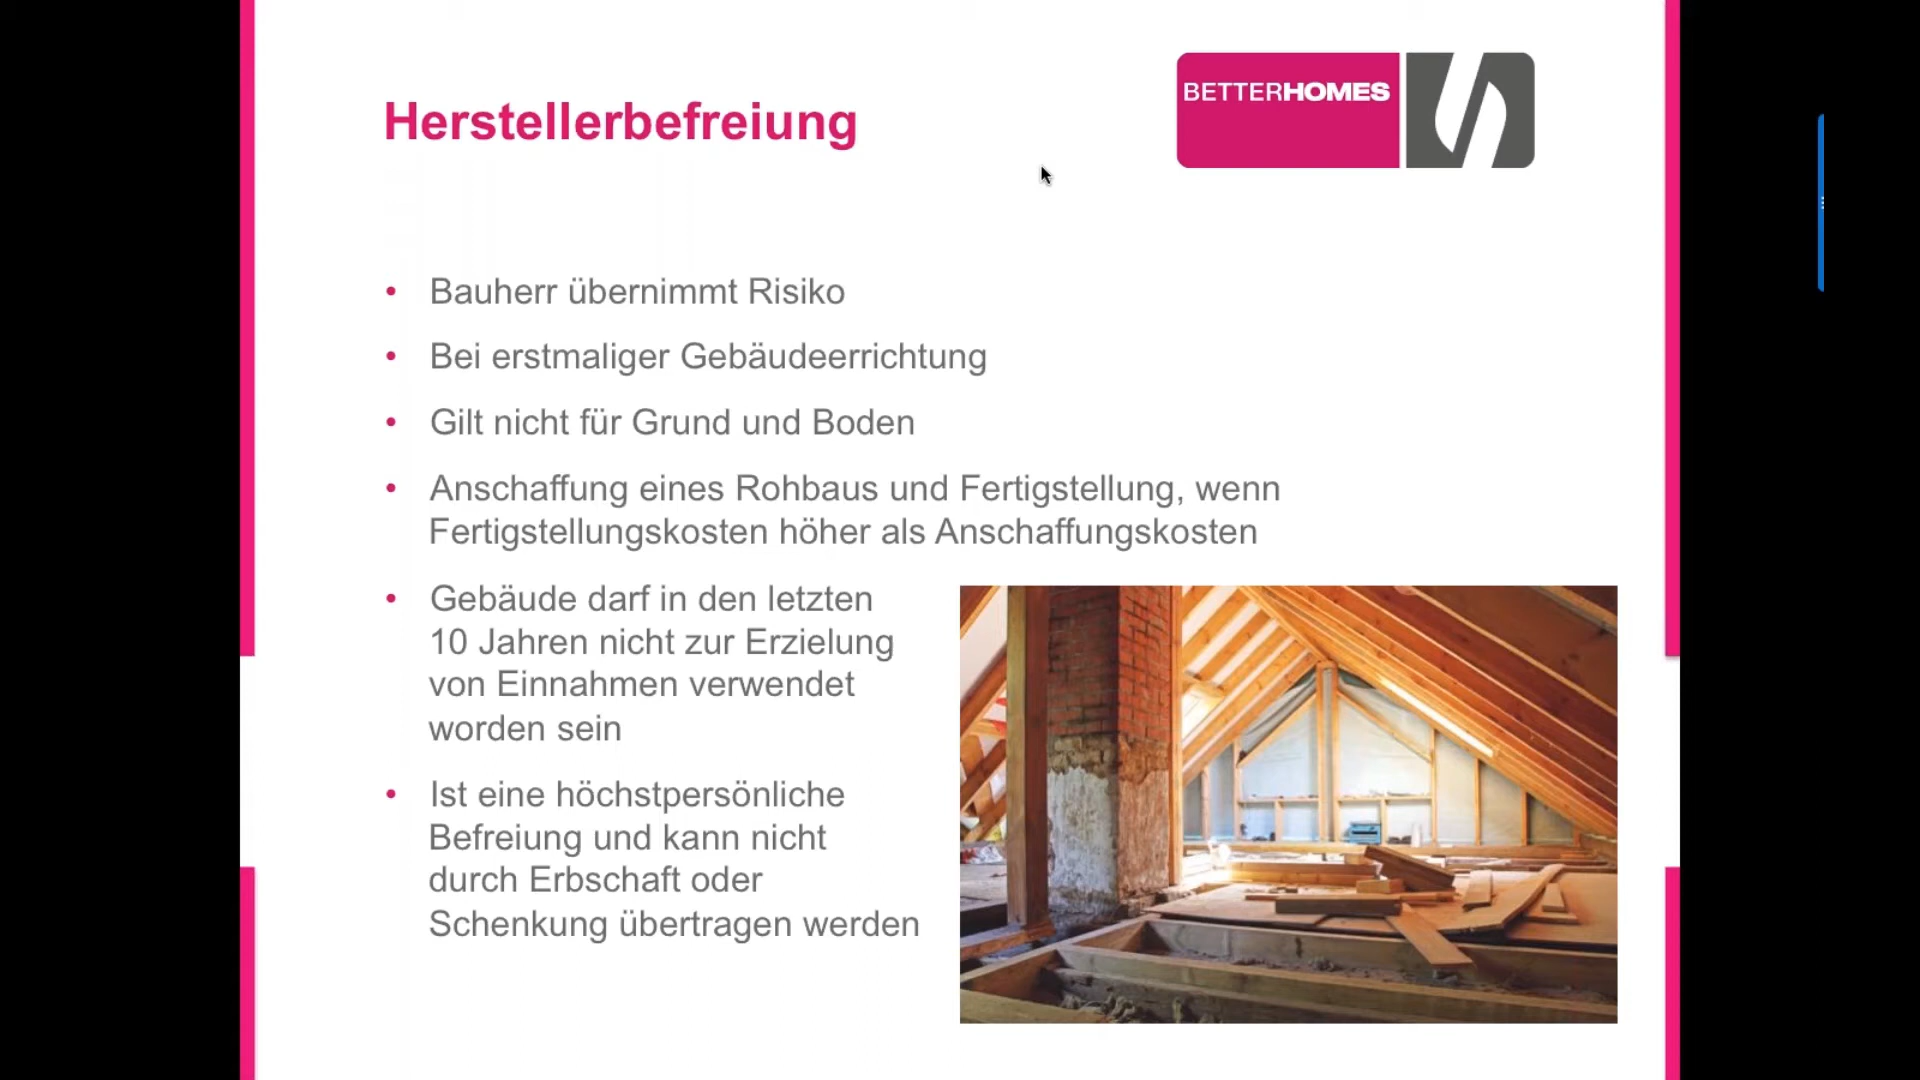 BETTERHOMES
Herstellerbefreiung
• Bauherr übernimmt Risiko
• Bei erstmaliger Gebäudeerrichtung
• Gilt nicht für Grund und Boden
• Anschaffung eines Rohbaus und Fertigstellung, wenn
Fertigstellungskosten höher als Anschaffungskosten
• Gebäude darf in den letzten
10 Jahren nicht zur Erzielung
von Einnahmen verwendet
worden sein
• Ist eine höchstpersönliche
Befreiung und kann nicht
durch Erbschaft oder
Schenkung übertragen werden